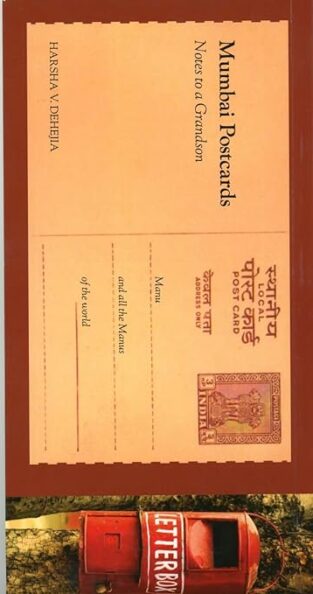 Mumbai Postcards
Notes to a Grandson
HARSHA V. DEHEJIA
स्थानीय
LOCAL
पोस्ट कार्ड
POST CARD
केवल पता
ADDRESS ONLY
INDIA
Manu
and all the Manus
of the world
LETTER BOX